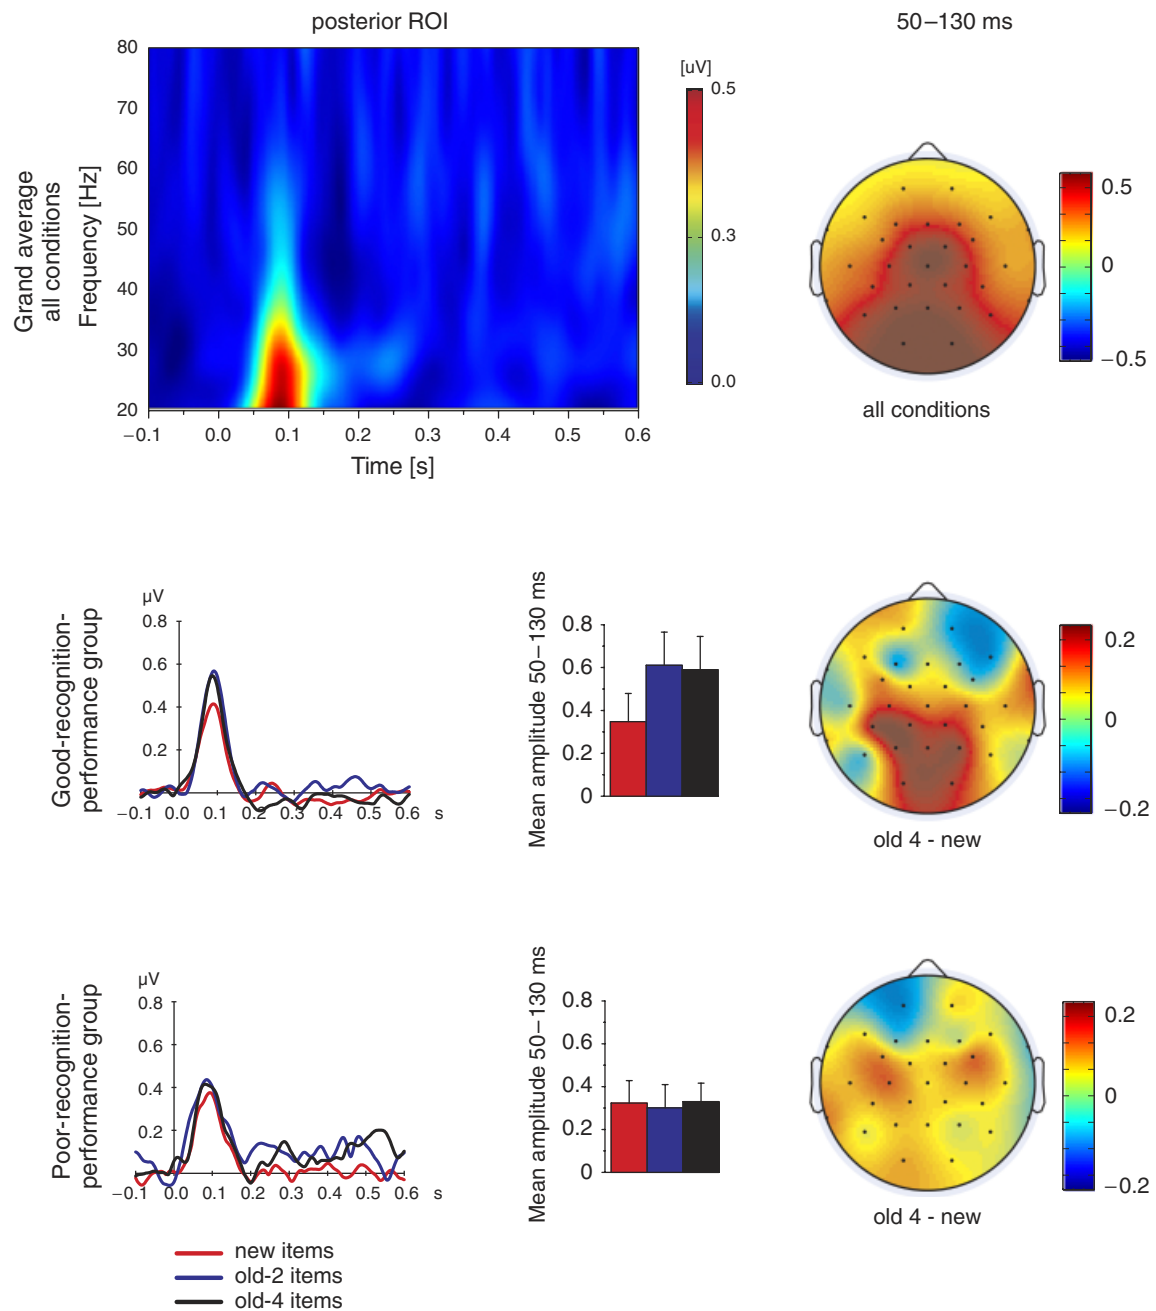 posterior ROI
50–130 ms
Grand average
all conditions
Frequency [Hz]
80
70
60
50
40
30
20
−0.1 0.0 0.1 0.2 0.3 0.4 0.5 0.6
Time [s]
[uV]
0.5
0.3
0.0
0.5
0
−0.5
all conditions
Good-recognition-
performance group
µV
0.8
0.6
0.4
0.2
−0.1 0.0 0.1 0.2 0.3 0.4 0.5 0.6 s
Mean amplitude 50–130 ms
0.8
0.6
0.4
0.2
0
0.2
0
−0.2
old 4 - new
Poor-recognition-
performance group
µV
0.8
0.6
0.4
0.2
−0.1 0.0 0.1 0.2 0.3 0.4 0.5 0.6 s
Mean amplitude 50–130 ms
0.8
0.6
0.4
0.2
0
0.2
0
−0.2
old 4 - new
new items
old-2 items
old-4 items